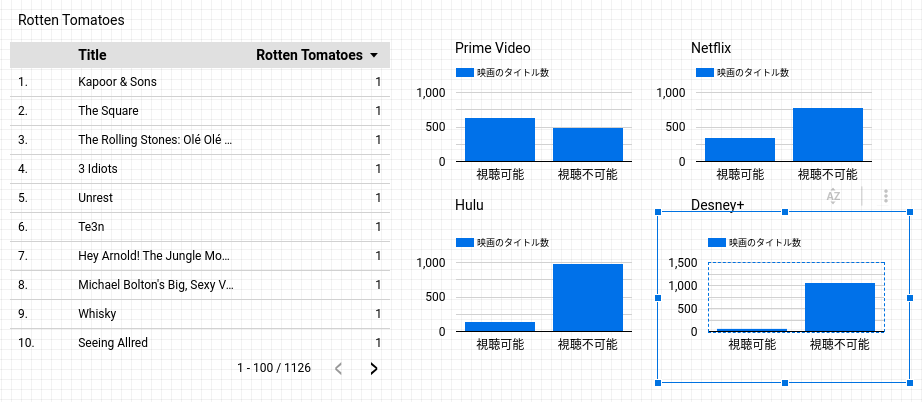 Rotten Tomatoes
Title Rotten Tomatoes
1. Kapoor & Sons 1
2. The Square 1
3. The Rolling Stones: Olé Olé ... 1
4. 3 Idiots 1
5. Unrest 1
6. Te3n 1
7. Hey Arnold! The Jungle Mo... 1
8. Michael Bolton's Big, Sexy V... 1
9. Whisky 1
10. Seeing Allred 1
1 - 100 / 1126
Prime Video
映画のタイトル数
1,000
500
0
視聴可能 視聴不可能
Netflix
映画のタイトル数
1,000
500
0
視聴可能 視聴不可能
Hulu
映画のタイトル数
1,000
500
0
視聴可能 視聴不可能
AZ
Desney+
映画のタイトル数
1,500
1,000
500
0
視聴可能 視聴不可能